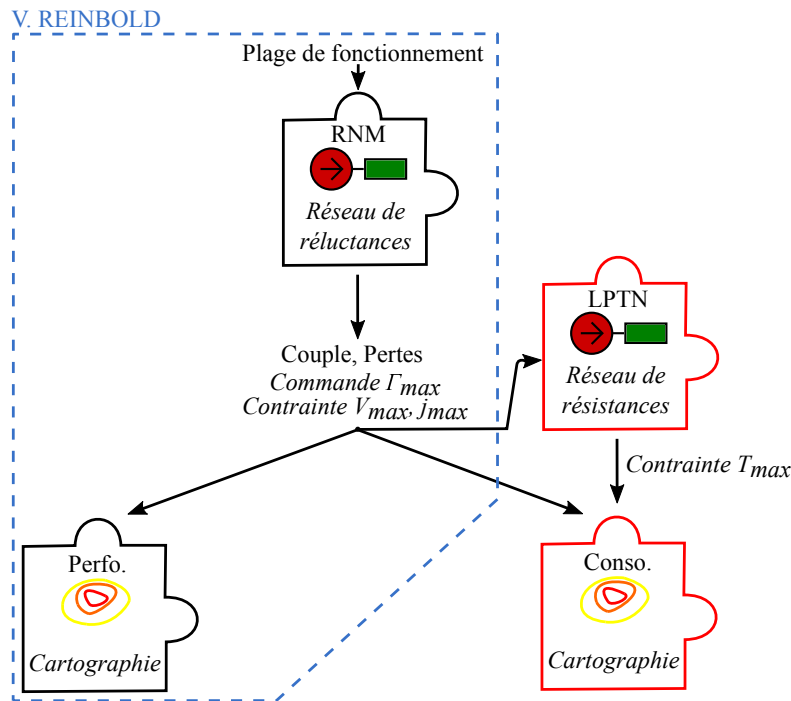 V. REINBOLD
Plage de fonctionnement
RNM
Réseau de
réluctances
LPTN
Réseau de
résistances
Couple, Pertes
Commande Γmax
Contrainte Vmax, jmax
Contrainte Tmax
Perfo.
Cartographie
Conso.
Cartographie